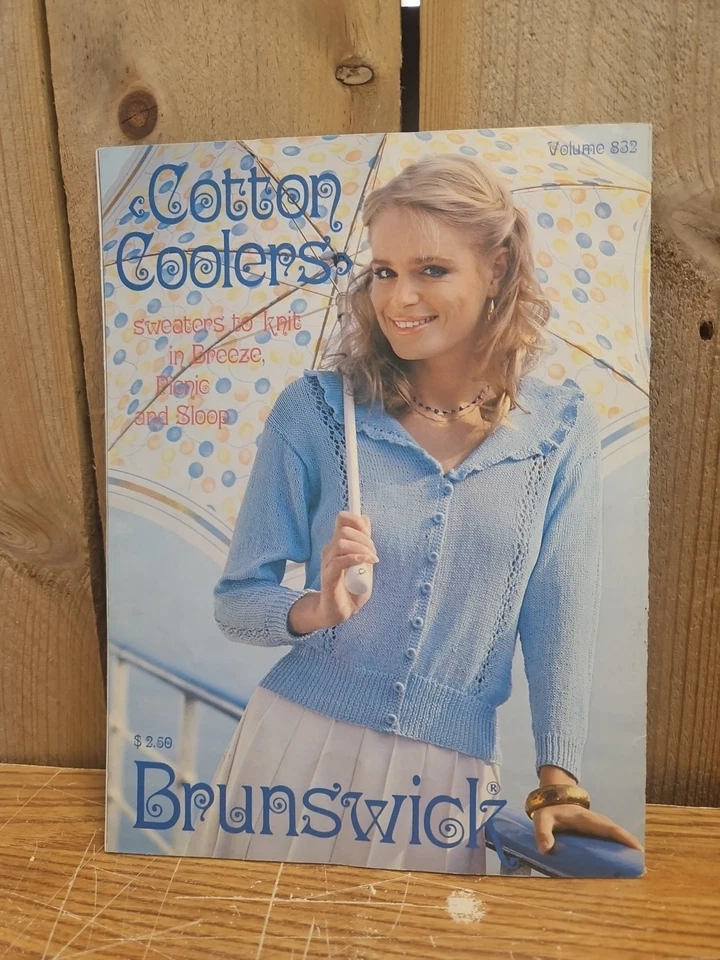 Volume 832
Cotton
Coolers
sweaters to knit
in Breeze,
Picnic
and Sloop
$2.50
Brunswick®